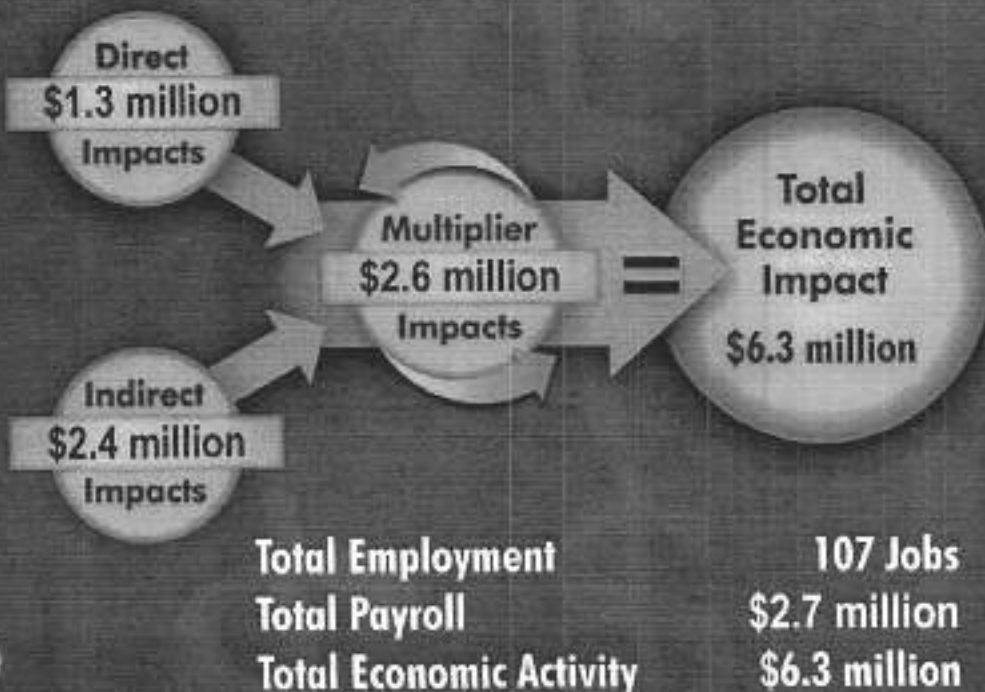 Direct
$1.3 million
Impacts
Indirect
$2.4 million
Impacts
Multiplier
$2.6 million
Impacts
=
Total
Economic
Impact
$6.3 million
Total Employment 107 Jobs
Total Payroll $2.7 million
Total Economic Activity $6.3 million